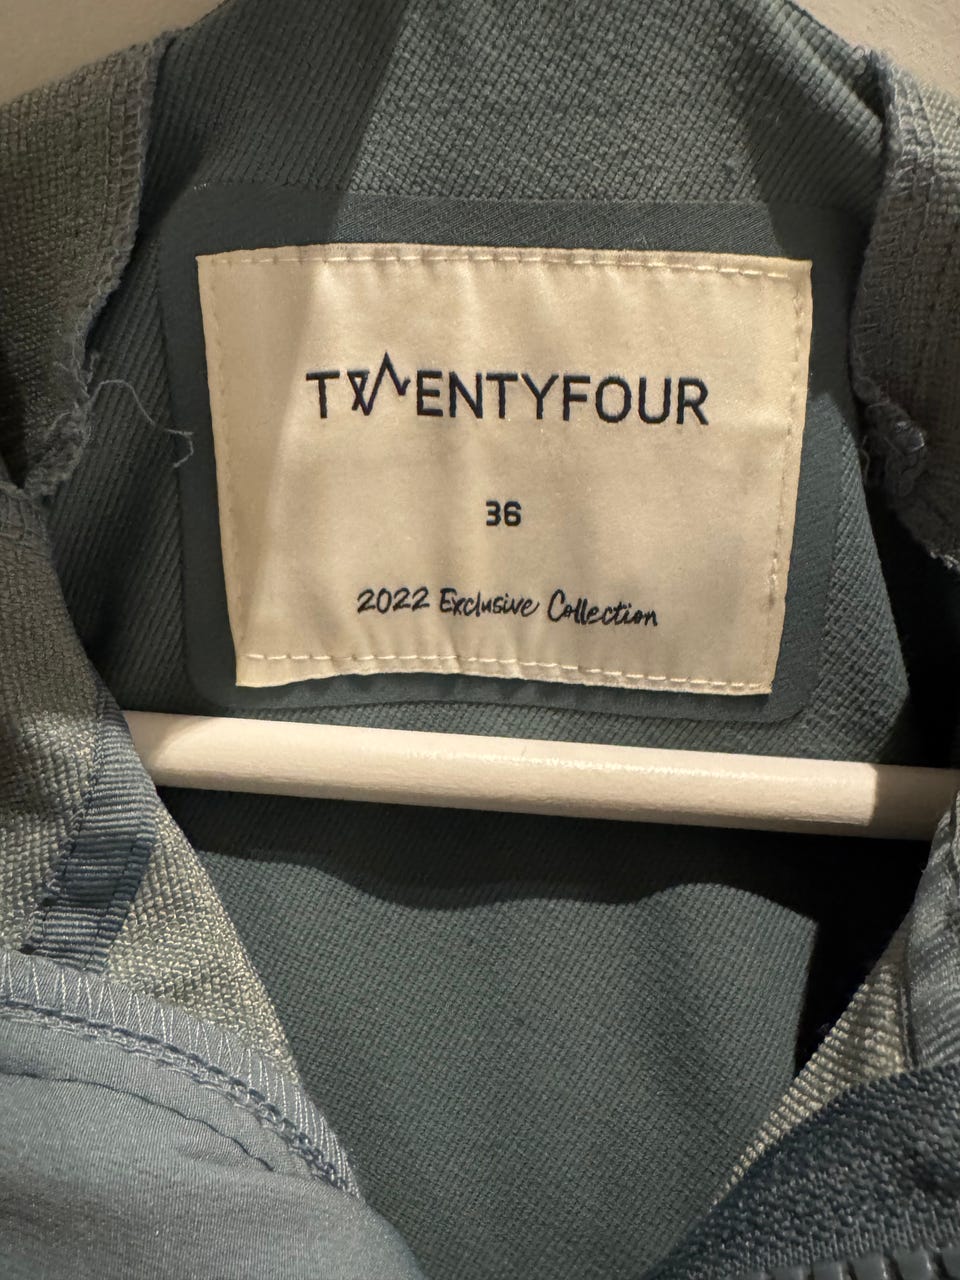 TWENTYFOUR
36
2022 Exclusive Collection